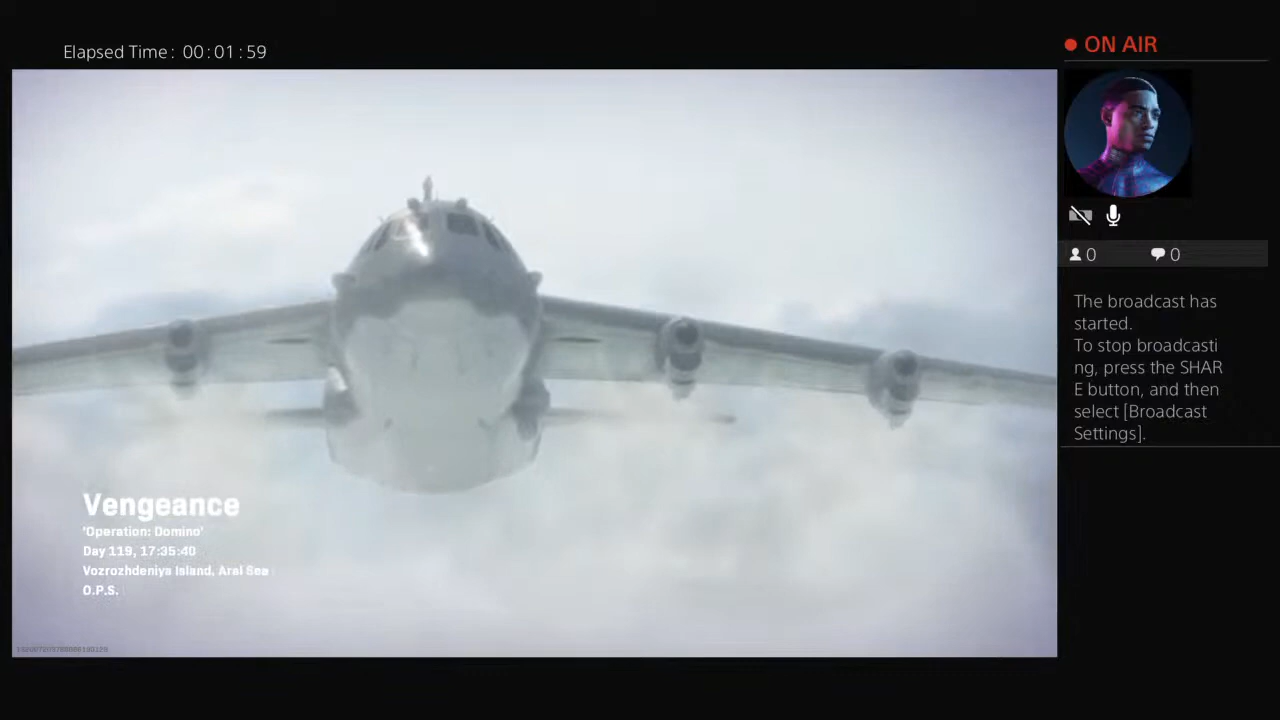 Elapsed Time: 00:01:59
ON AIR
0 0
The broadcast has
started.
To stop broadcasti
ng, press the SHAR
E button, and then
select [Broadcast
Settings].
Vengeance
'Operation: Domino'
Day 119, 17:35:40
Vozrozhdeniya Island, Aral Sea
O.P.S.